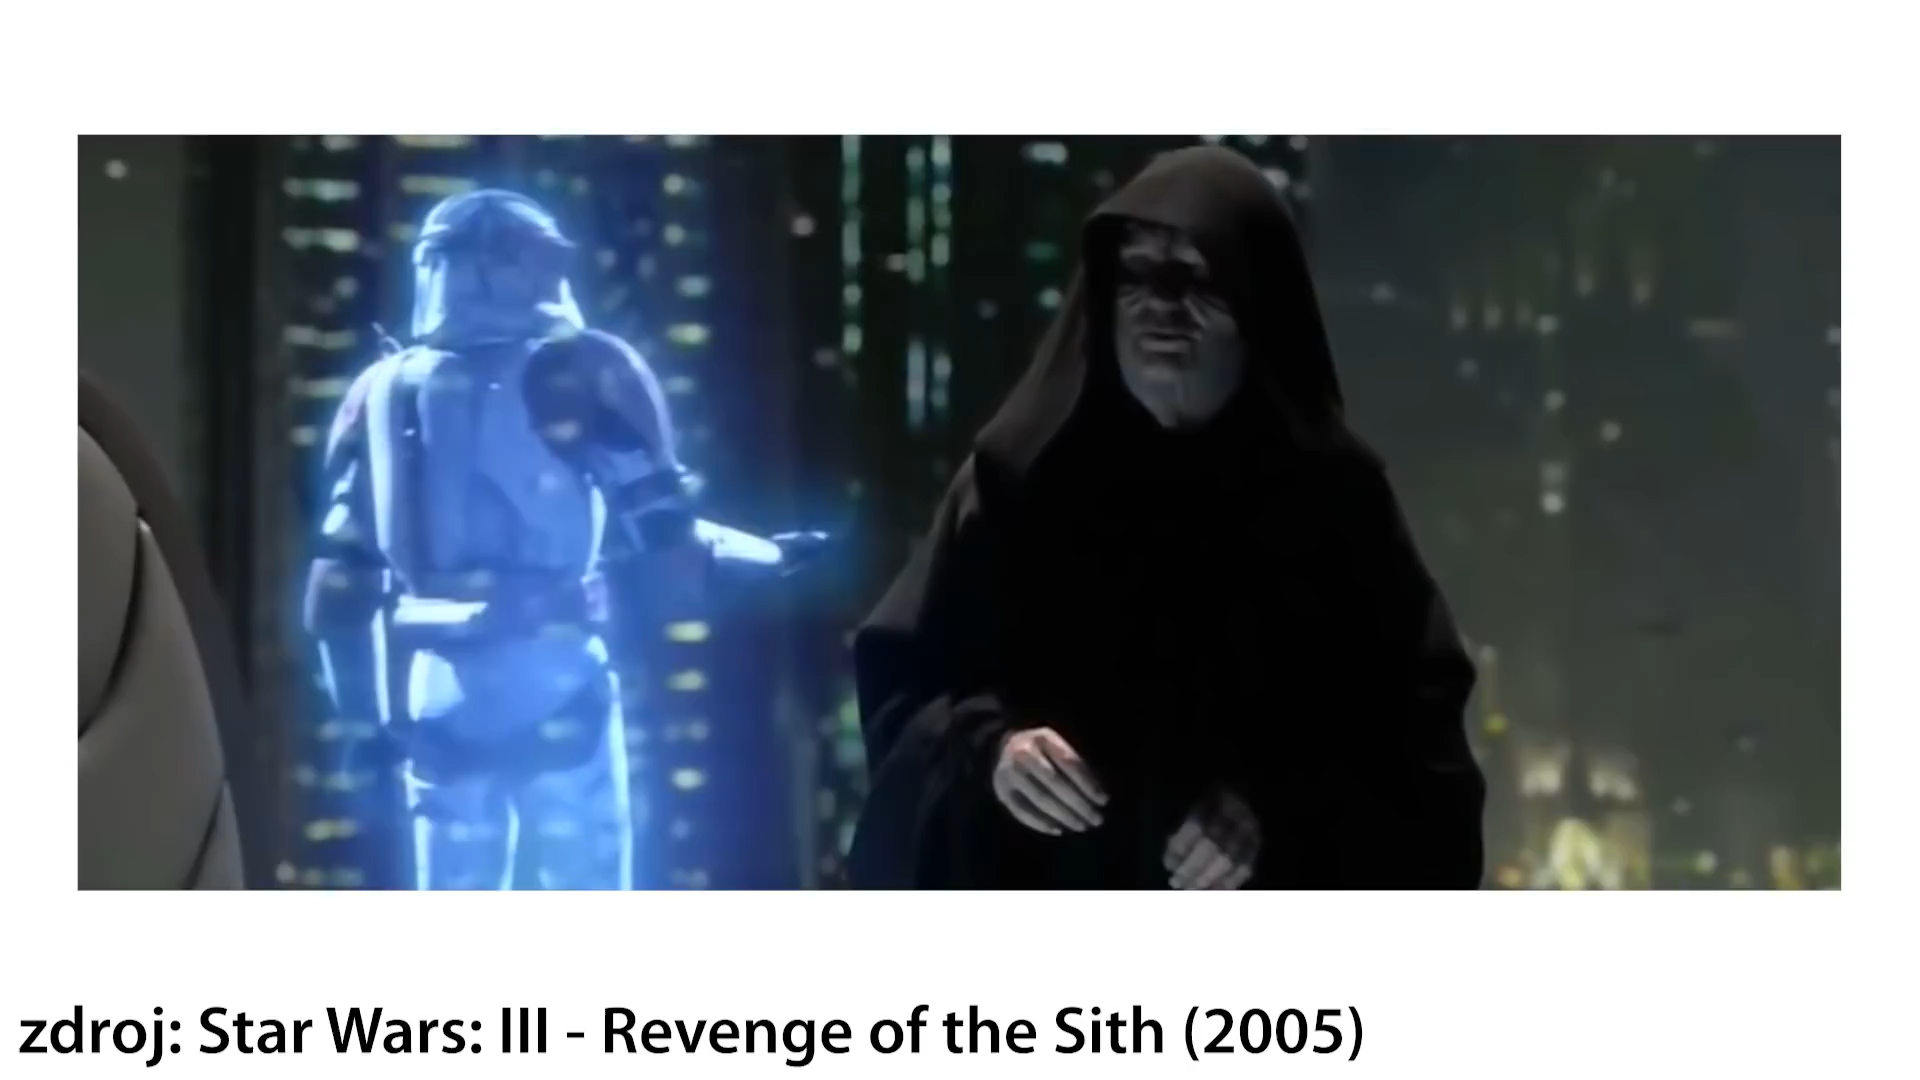 zdroj: Star Wars: III - Revenge of the Sith (2005)